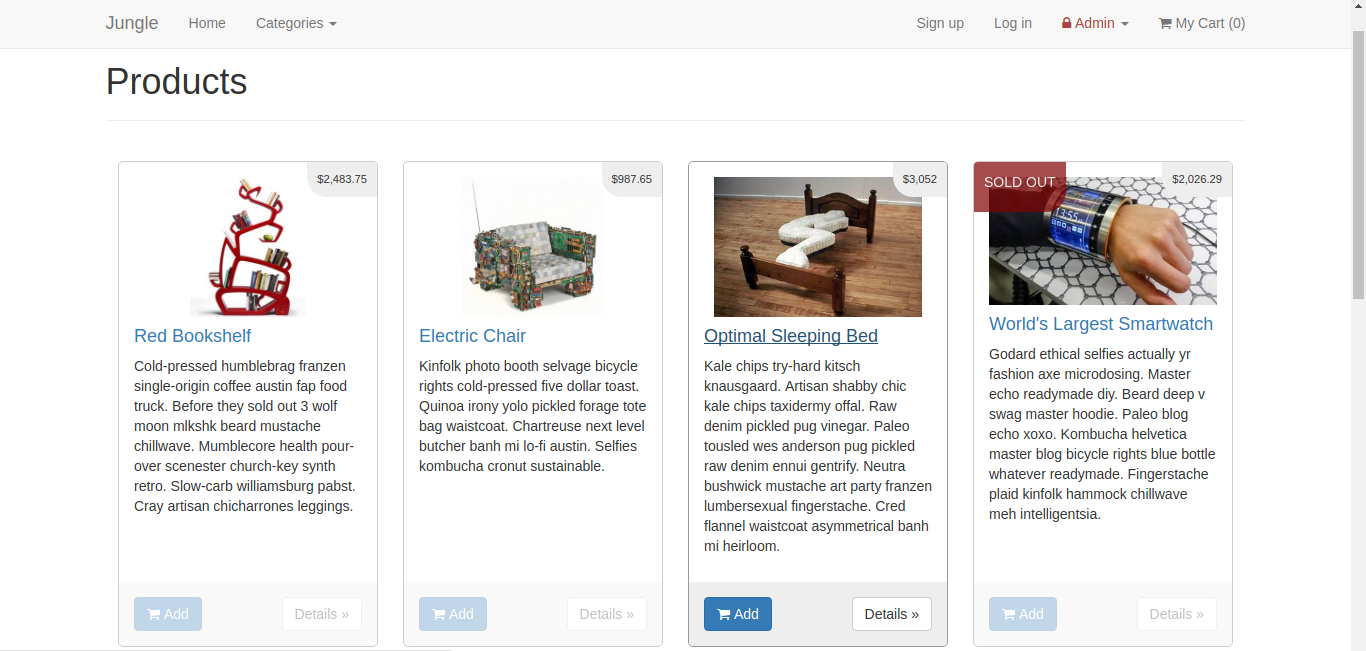 Jungle Home Categories Sign up Log in Admin My Cart (0)
Products
$2,483.75
Red Bookshelf
Cold-pressed humblebrag franzen
single-origin coffee austin fap food
truck. Before they sold out 3 wolf
moon mlkshk beard mustache
chillwave. Mumblecore health pour-
over scenester church-key synth
retro. Slow-carb williamsburg pabst.
Cray artisan chicharrones leggings.
Add Details »
$987.65
Electric Chair
Kinfolk photo booth selvage bicycle
rights cold-pressed five dollar toast.
Quinoa irony yolo pickled forage tote
bag waistcoat. Chartreuse next level
butcher banh mi lo-fi austin. Selfies
kombucha cronut sustainable.
Add Details »
$3,052
Optimal Sleeping Bed
Kale chips try-hard kitsch
knausgaard. Artisan shabby chic
kale chips taxidermy offal. Raw
denim pickled pug vinegar. Paleo
tousled wes anderson pug pickled
raw denim ennui gentrify. Neutra
bushwick mustache art party franzen
lumbersexual fingerstache. Cred
flannel waistcoat asymmetrical banh
mi heirloom.
Add Details »
SOLD OUT $2,026.29
13:55
World's Largest Smartwatch
Godard ethical selfies actually yr
fashion axe microdosing. Master
echo readymade diy. Beard deep v
swag master hoodie. Paleo blog
echo xoxo. Kombucha helvetica
master blog bicycle rights blue bottle
whatever readymade. Fingerstache
plaid kinfolk hammock chillwave
meh intelligentsia.
Add Details »